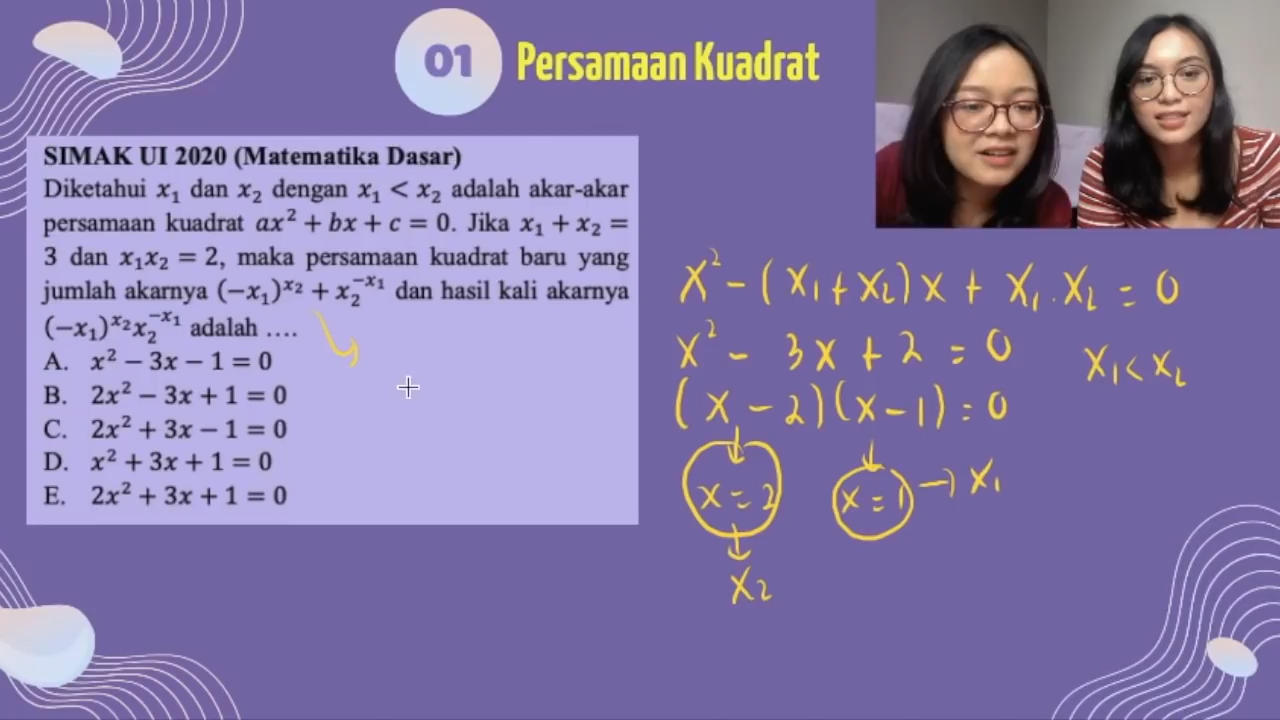 01
Persamaan Kuadrat
SIMAK UI 2020 (Matematika Dasar)
Diketahui x₁ dan x₂ dengan x₁ < x₂ adalah akar-akar
persamaan kuadrat ax² + bx + c = 0. Jika x₁ + x₂ =
3 dan x₁x₂ = 2, maka persamaan kuadrat baru yang
jumlah akarnya (−x₁)^x₂ + x₂^−x₁ dan hasil kali akarnya
(−x₁)^x₂x₂^−x₁ adalah ….
A. x² − 3x − 1 = 0
B. 2x² − 3x + 1 = 0
C. 2x² + 3x − 1 = 0
D. x² + 3x + 1 = 0
E. 2x² + 3x + 1 = 0
x² − (x₁ + x₂)x + x₁ . x₂ = 0
x² − 3x + 2 = 0
x₁ < x₂
(x − 2)(x − 1) = 0
x = 2
x = 1 → x₁
x₂